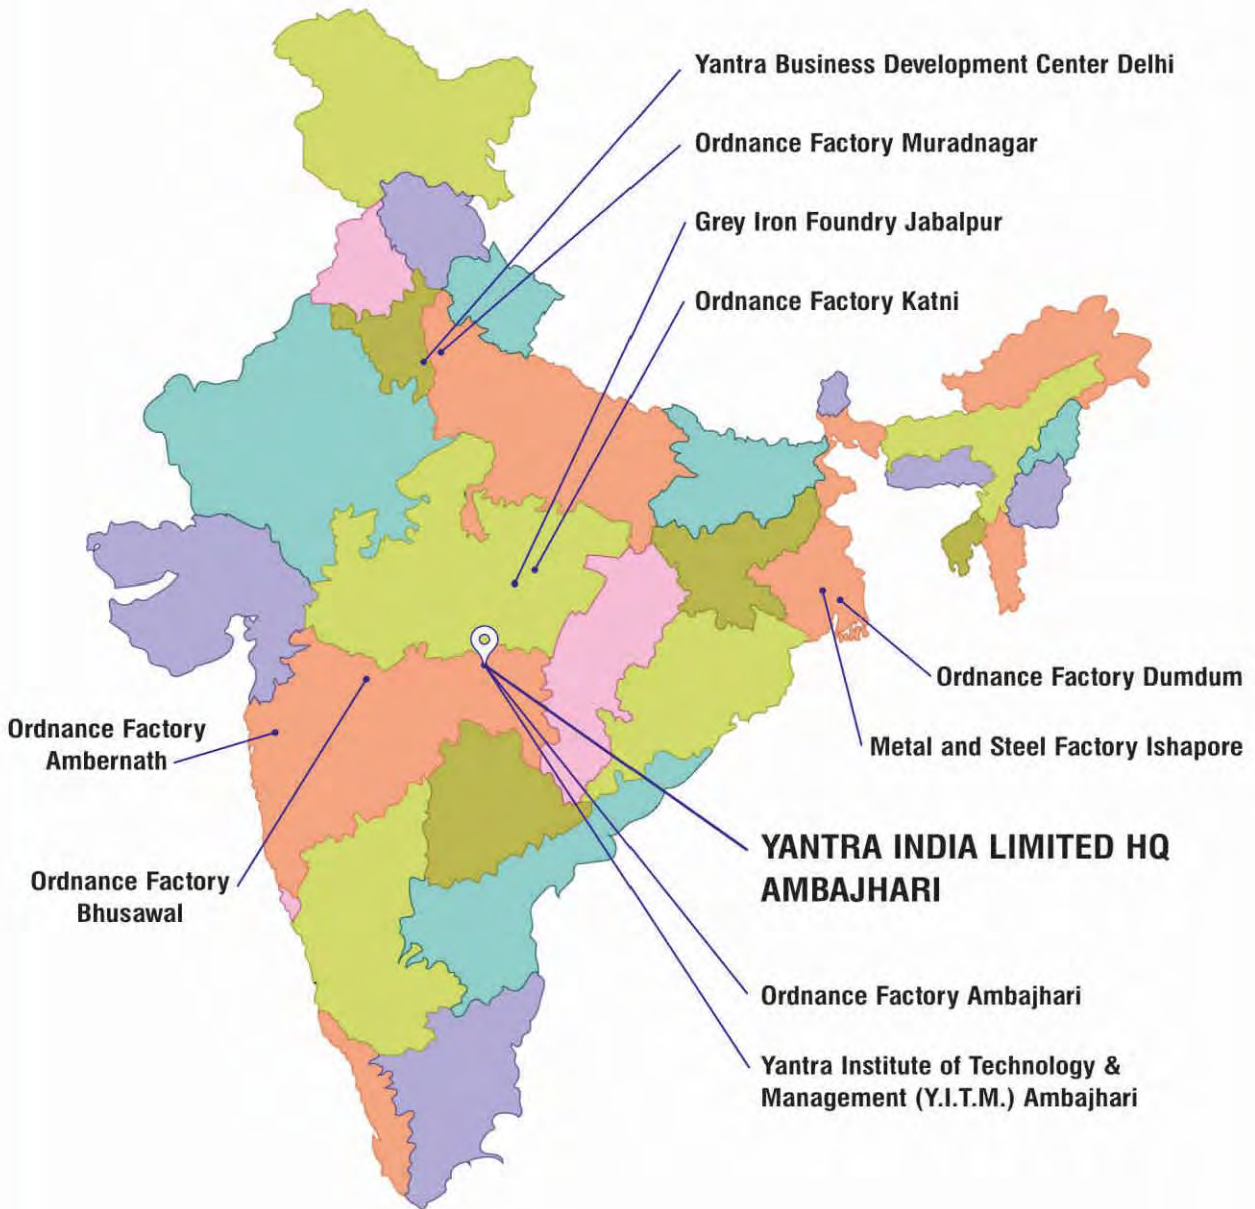 Yantra Business Development Center Delhi
Ordnance Factory Muradnagar
Grey Iron Foundry Jabalpur
Ordnance Factory Katni
Ordnance Factory Dumdum
Metal and Steel Factory Ishapore
Ordnance Factory
Ambernath
YANTRA INDIA LIMITED HQ
AMBAJHARI
Ordnance Factory
Bhusawal
Ordnance Factory Ambajhari
Yantra Institute of Technology &
Management (Y.I.T.M.) Ambajhari